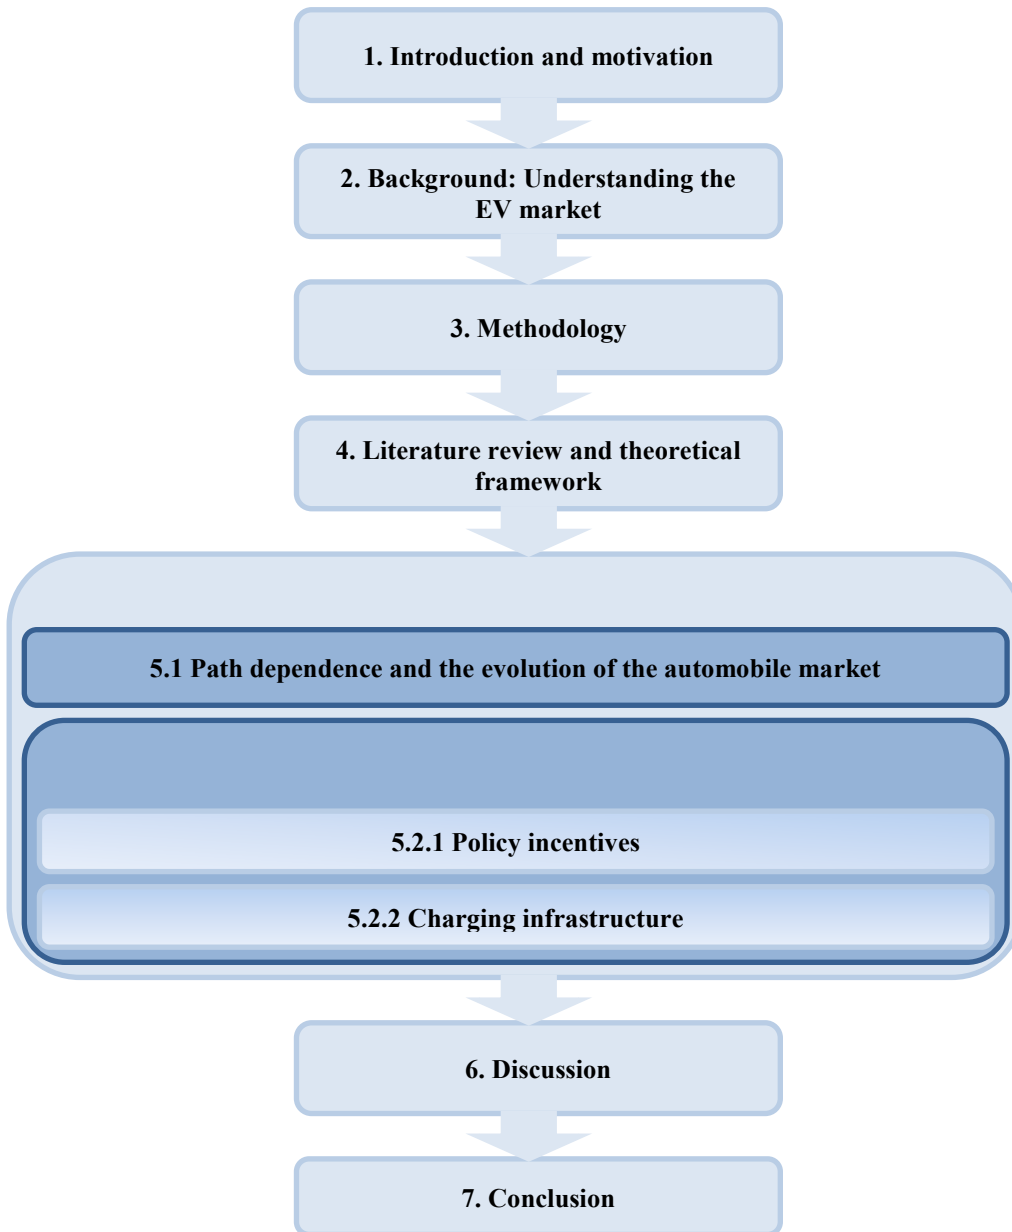 1. Introduction and motivation
2. Background: Understanding the
EV market
3. Methodology
4. Literature review and theoretical
framework
5.1 Path dependence and the evolution of the automobile market
5.2.1 Policy incentives
5.2.2 Charging infrastructure
6. Discussion
7. Conclusion